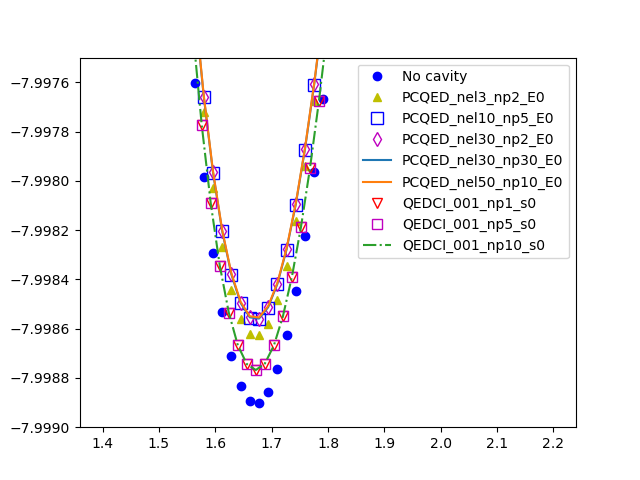 −7.9976
−7.9978
−7.9980
−7.9982
−7.9984
−7.9986
−7.9988
−7.9990
1.4 1.5 1.6 1.7 1.8 1.9 2.0 2.1 2.2
No cavity
PCQED_nel3_np2_E0
PCQED_nel10_np5_E0
PCQED_nel30_np2_E0
PCQED_nel30_np30_E0
PCQED_nel50_np10_E0
QEDCI_001_np1_s0
QEDCI_001_np5_s0
QEDCI_001_np10_s0